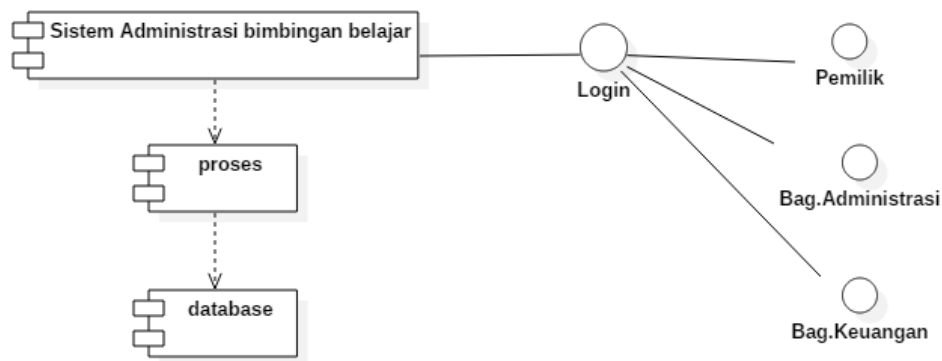 Sistem Administrasi bimbingan belajar
Login
Pemilik
proses
Bag.Administrasi
database
Bag.Keuangan